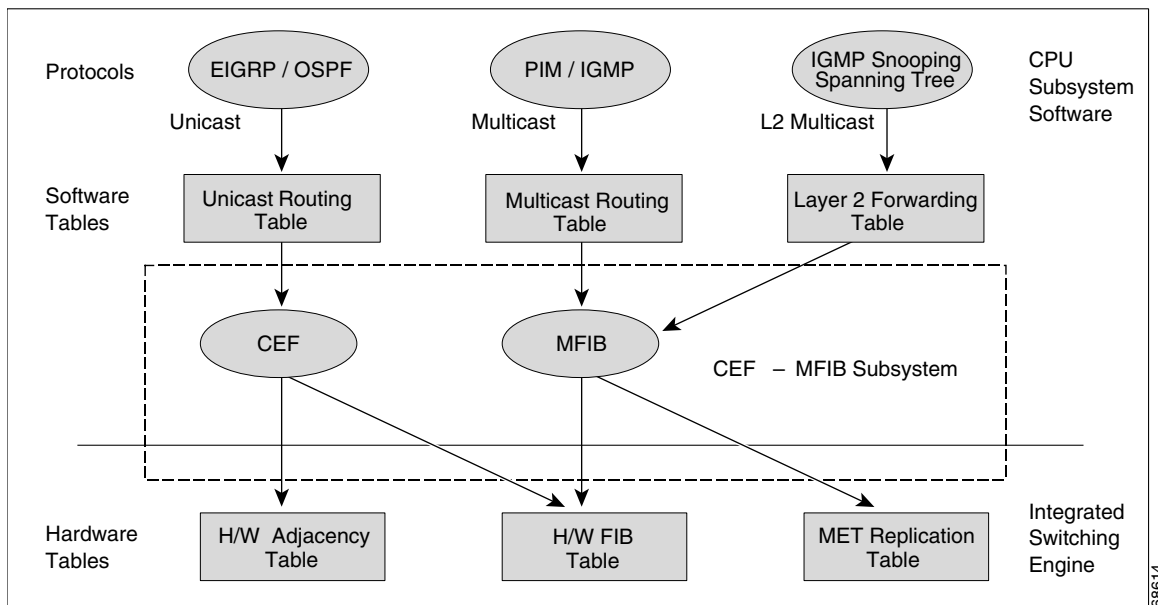 Protocols
EIGRP / OSPF
PIM / IGMP
IGMP Snooping
Spanning Tree
CPU
Subsystem
Software
Unicast
Multicast
L2 Multicast
Software
Tables
Unicast Routing
Table
Multicast Routing
Table
Layer 2 Forwarding
Table
CEF
MFIB
CEF – MFIB Subsystem
Hardware
Tables
H/W Adjacency
Table
H/W FIB
Table
MET Replication
Table
Integrated
Switching
Engine
68614